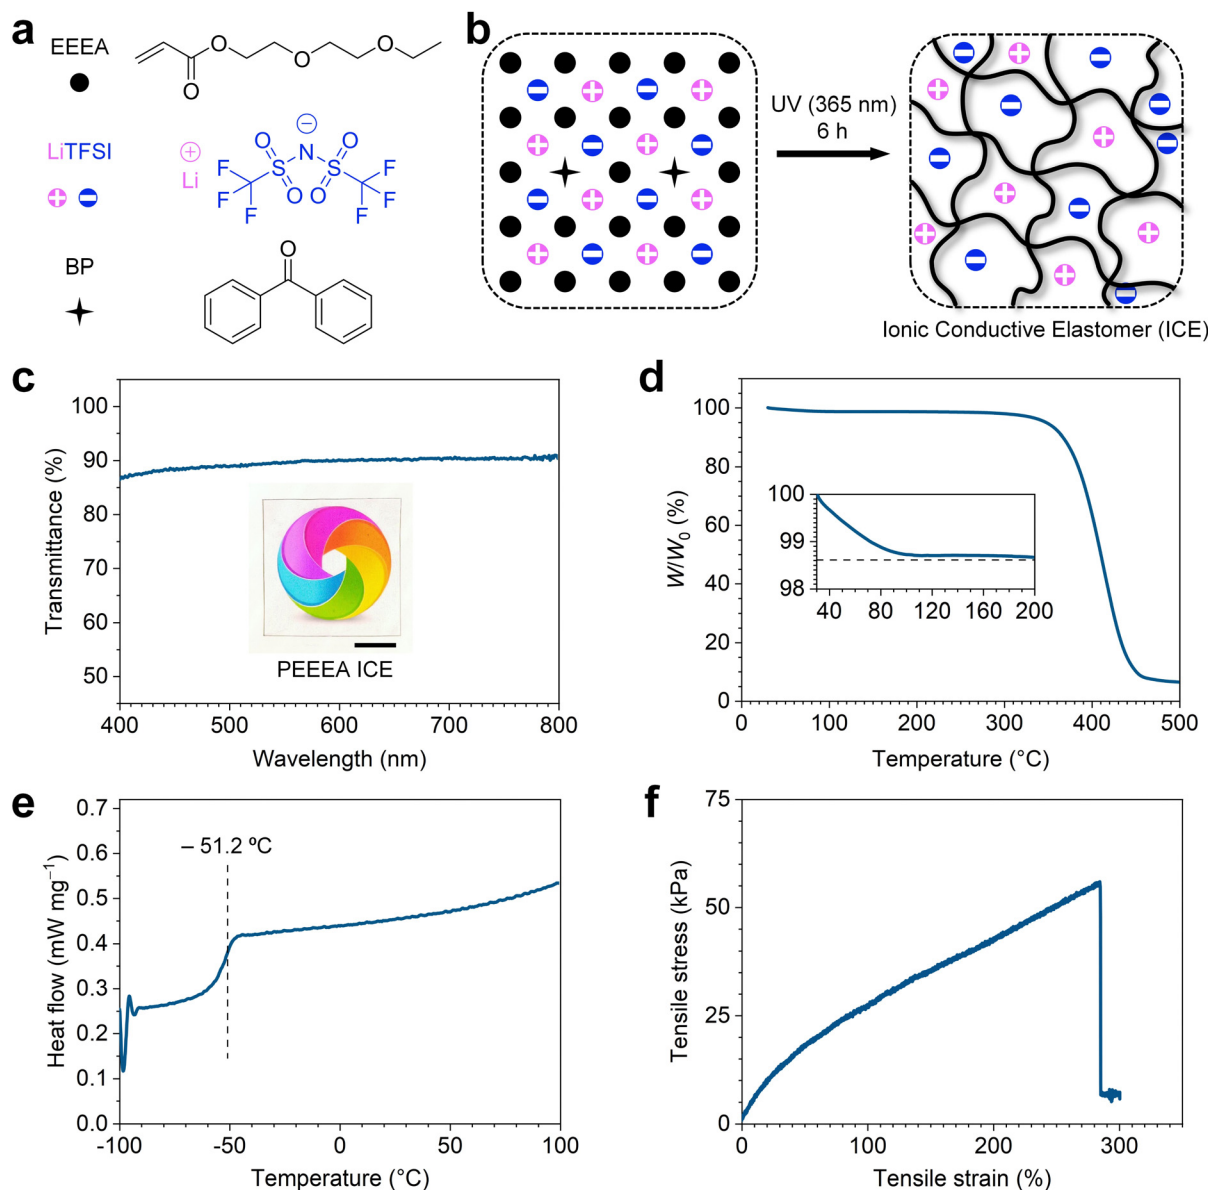 a
EEEA
O
O
O
O
LiTFSI
Li
O
O
N
O
O
S
S
F
F
F
F
F
F
BP
O
b
UV (365 nm)
6 h
Ionic Conductive Elastomer (ICE)
c
Transmittance (%)
100
90
80
70
60
50
400
500
600
700
800
Wavelength (nm)
PEEEA ICE
d
W/W0 (%)
100
80
60
40
20
0
0
100
200
300
400
500
Temperature (°C)
100
99
98
40
80
120
160
200
e
Heat flow (mW mg−1)
0.7
0.6
0.5
0.4
0.3
0.2
0.1
0.0
-100
-50
0
50
100
Temperature (°C)
– 51.2 ºC
f
Tensile stress (kPa)
75
50
25
0
0
100
200
300
Tensile strain (%)